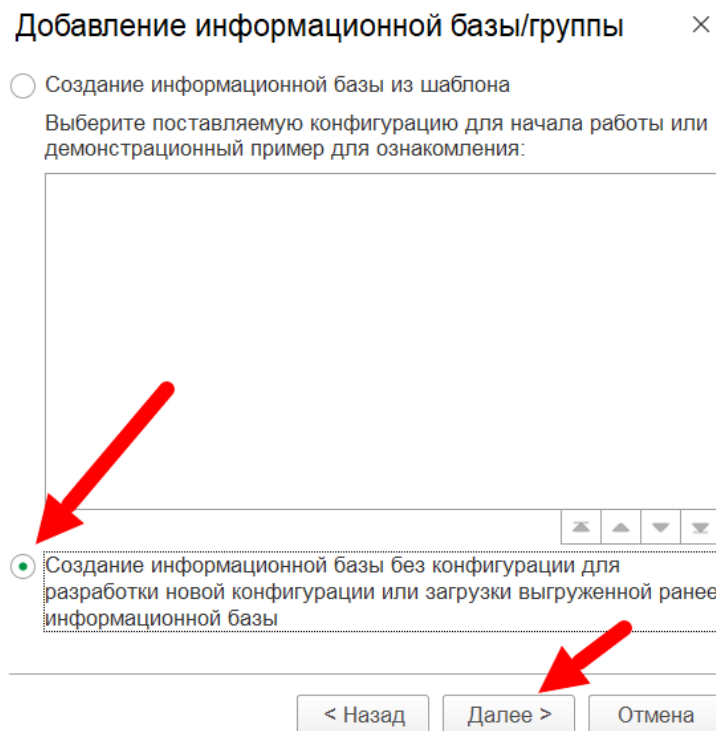 Добавление информационной базы/группы
Создание информационной базы из шаблона
Выберите поставляемую конфигурацию для начала работы или
демонстрационный пример для ознакомления:
Создание информационной базы без конфигурации для
разработки новой конфигурации или загрузки выгруженной ранее
информационной базы
< Назад
Далее >
Отмена